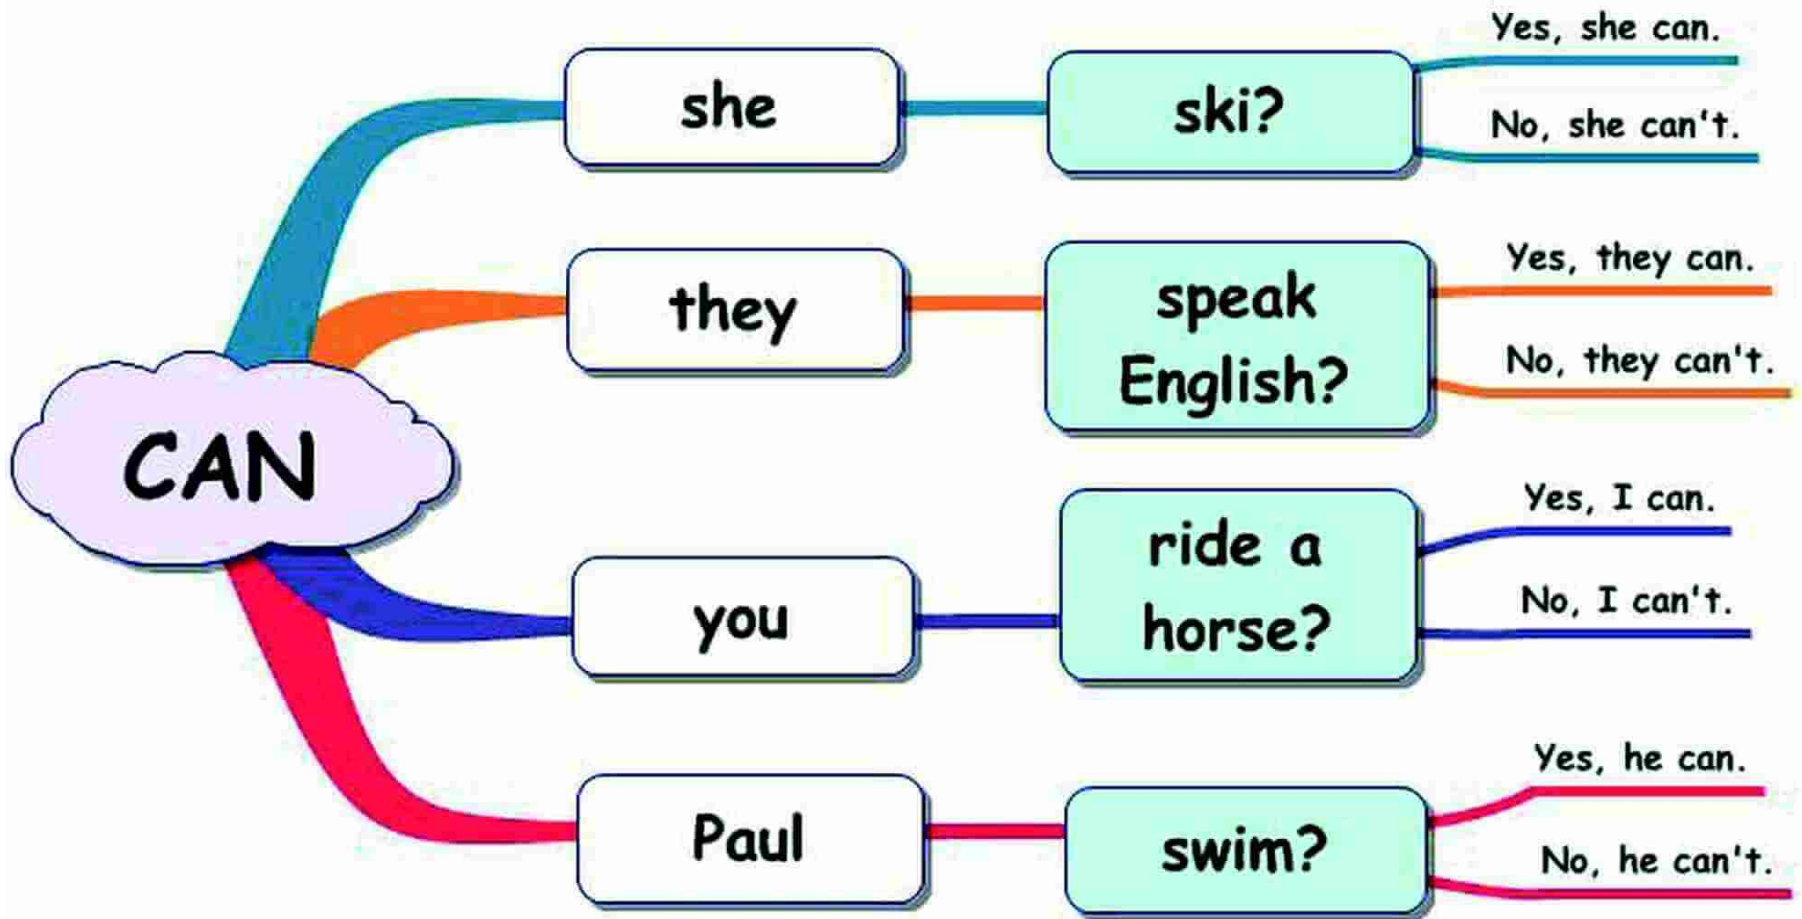 CAN
she
ski?
Yes, she can.
No, she can't.
they
speak
English?
Yes, they can.
No, they can't.
you
ride a
horse?
Yes, I can.
No, I can't.
Paul
swim?
Yes, he can.
No, he can't.